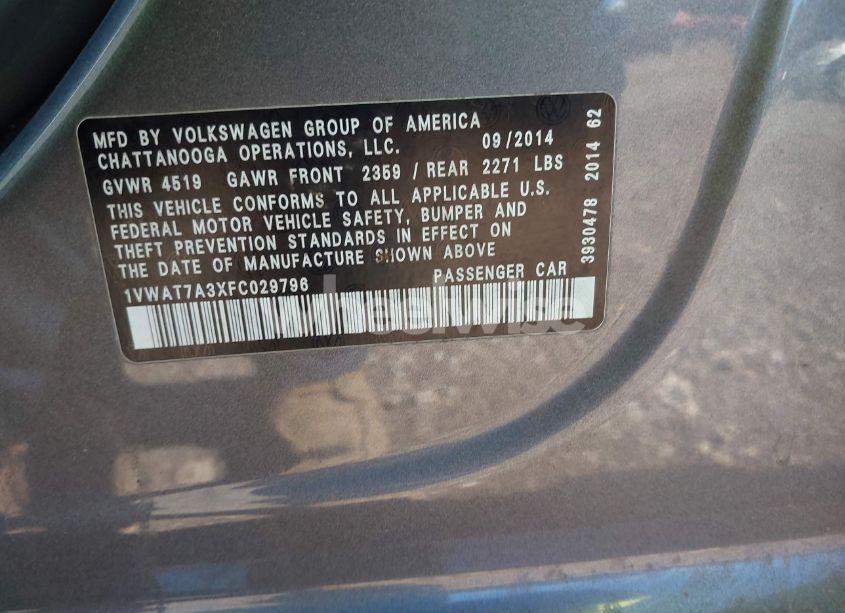 MFD BY VOLKSWAGEN GROUP OF AMERICA
CHATTANOOGA OPERATIONS, LLC. 09/2014
GVWR 4519 GAWR FRONT 2359 / REAR 2271 LBS
THIS VEHICLE CONFORMS TO ALL APPLICABLE U.S.
FEDERAL MOTOR VEHICLE SAFETY, BUMPER AND
THEFT PREVENTION STANDARDS IN EFFECT ON
THE DATE OF MANUFACTURE SHOWN ABOVE
1VWAT7A3XFC029796 PASSENGER CAR
3930478 2014 62
wheelwise